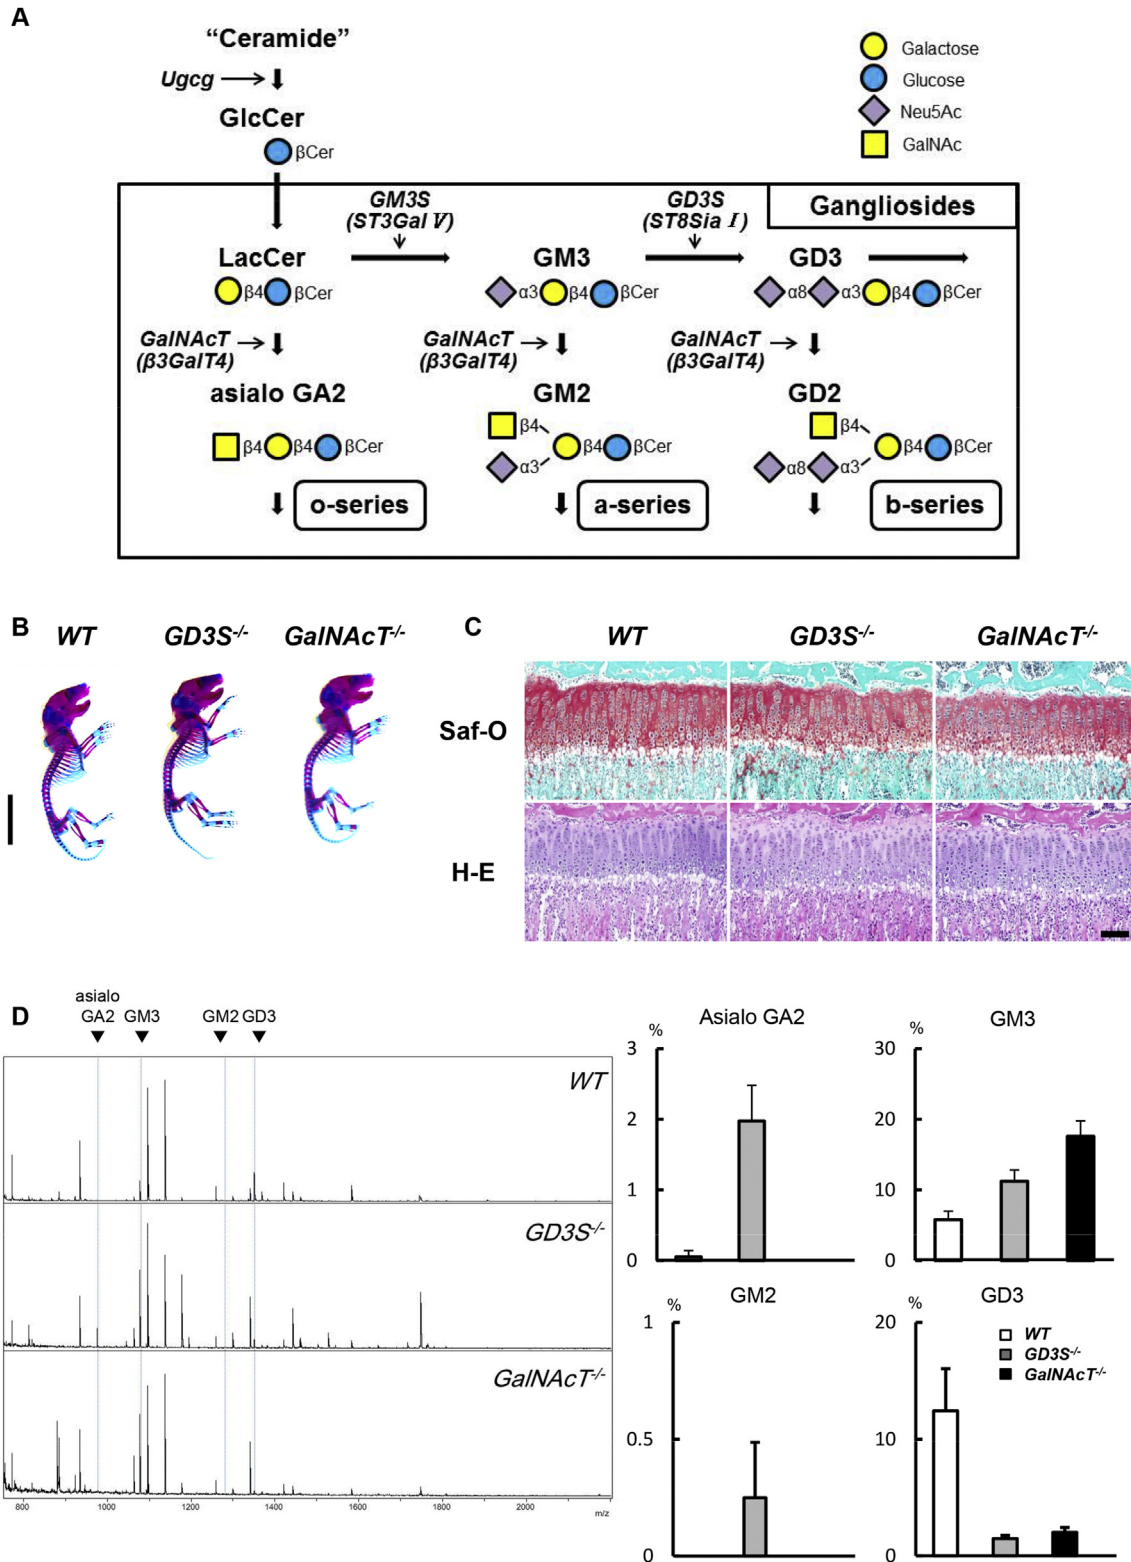 A
“Ceramide”
Ugcg
GlcCer
βCer
Galactose
Glucose
Neu5Ac
GalNAc
Gangliosides
GM3S
(ST3Gal V)
GD3S
(ST8Sia I)
LacCer
β4 βCer
GM3
α3 β4 βCer
GD3
α8 α3 β4 βCer
GalNAcT
(β3GalT4)
GalNAcT
(β3GalT4)
GalNAcT
(β3GalT4)
asialo GA2
β4 β4 βCer
GM2
β4
α3
β4 βCer
GD2
β4
α8 α3
β4 βCer
o-series
a-series
b-series
B
WT GD3S-/- GalNAcT-/-
C
WT GD3S-/- GalNAcT-/-
Saf-O
H-E
D
asialo
GA2 GM3 GM2 GD3
WT
GD3S-/-
GalNAcT-/-
800 1000 1200 1400 1600 1800 2000
m/z
Asialo GA2
%
3
2
1
0
GM3
%
30
20
10
0
GM2
%
1
0.5
0
GD3
%
20
10
0
WT
GD3S-/-
GalNAcT-/-